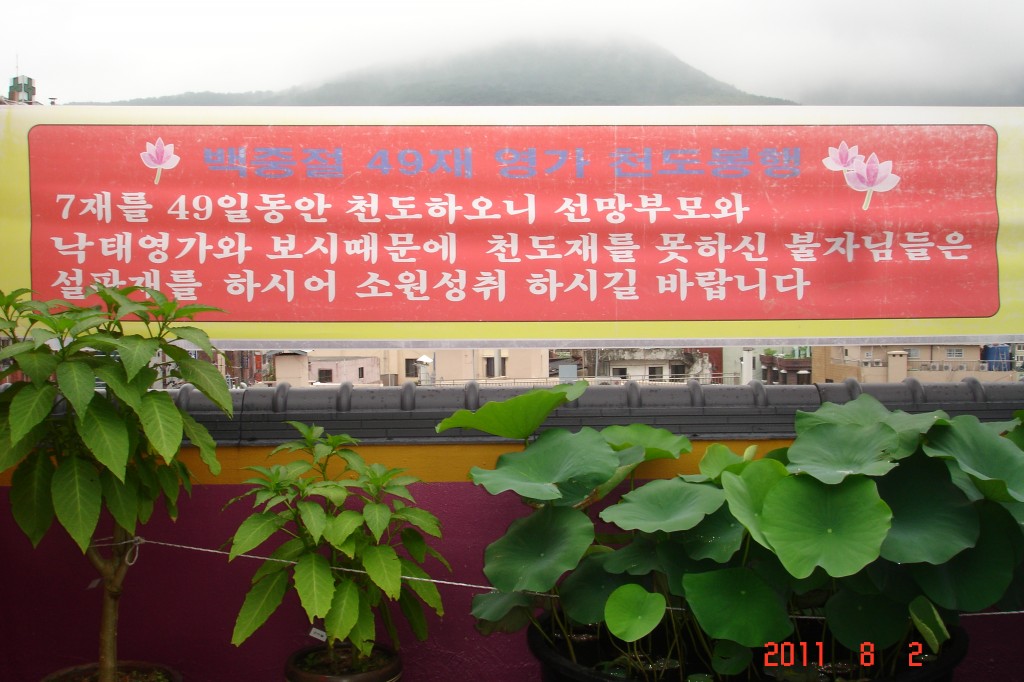 백중절 49재 영가 천도봉행
7재를 49일동안 천도하오니 선망부모와
낙태영가와 보시때문에 천도재를 못하신 불자님들은
설판재를 하시어 소원성취 하시길 바랍니다
2011 8 2